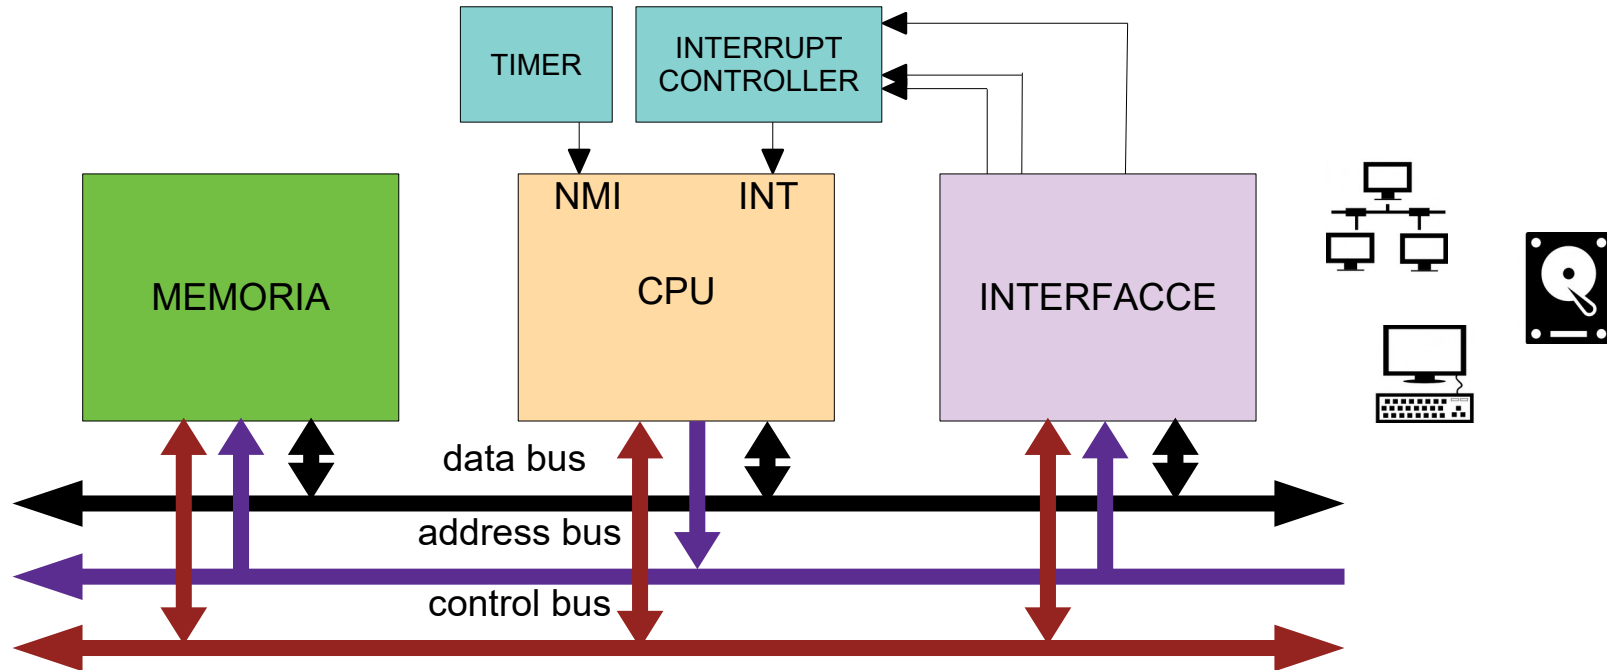 TIMER
INTERRUPT
CONTROLLER
NMI
INT
MEMORIA
CPU
INTERFACCE
data bus
address bus
control bus